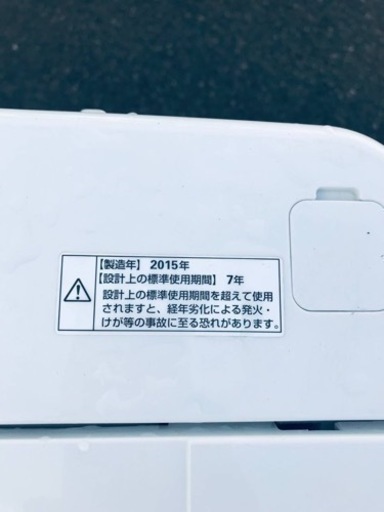 【製造年】 2015年
【設計上の標準使用期間】 7年
設計上の標準使用期間を超えて使用
されますと、経年劣化による発火・
けが等の事故に至る恐れがあります。